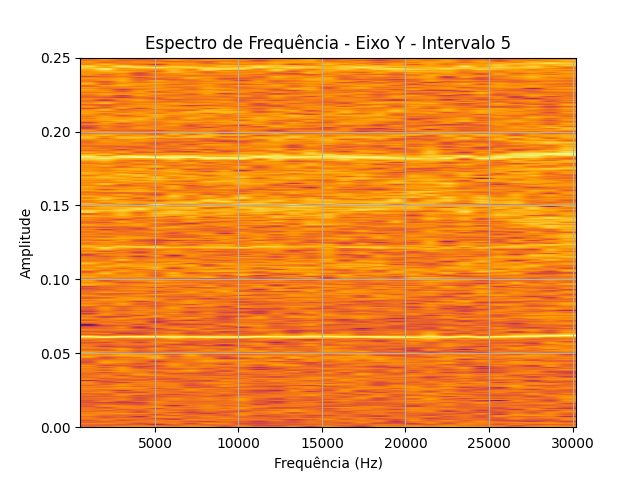 Espectro de Frequência - Eixo Y - Intervalo 5
0.25
0.20
0.15
0.10
0.05
0.00
Amplitude
5000 10000 15000 20000 25000 30000
Frequência (Hz)